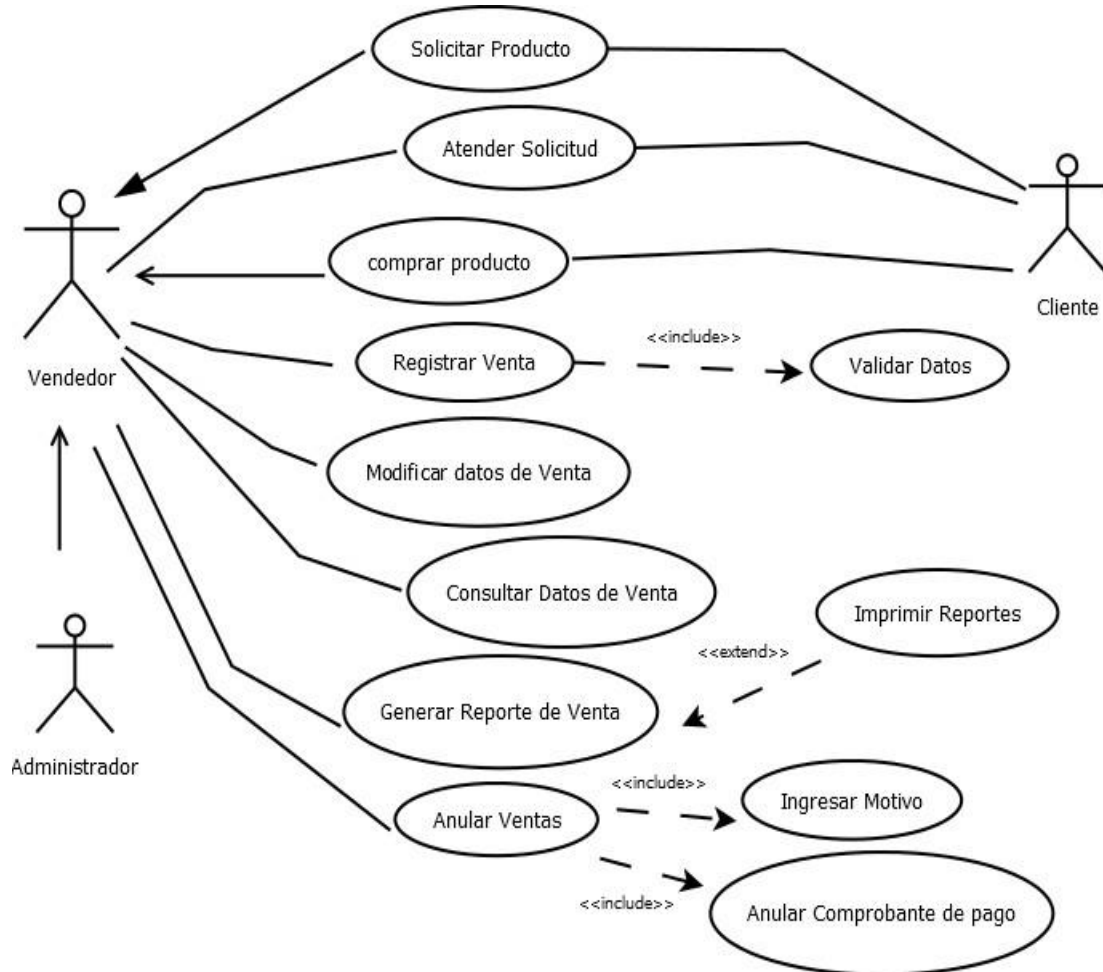 Solicitar Producto
Atender Solicitud
comprar producto
Cliente
Registrar Venta
<<include>>
Validar Datos
Vendedor
Modificar datos de Venta
Consultar Datos de Venta
Imprimir Reportes
<<extend>>
Generar Reporte de Venta
Administrador
<<include>>
Ingresar Motivo
Anular Ventas
<<include>>
Anular Comprobante de pago